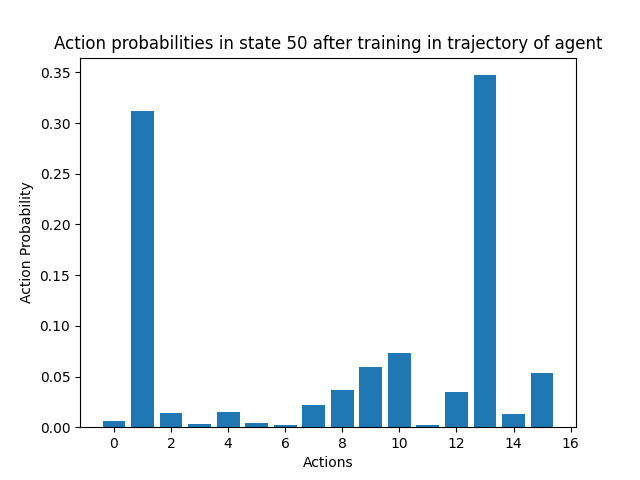 Action probabilities in state 50 after training in trajectory of agent
0.35
0.30
0.25
0.20
0.15
0.10
0.05
0.00
Action Probability
0 2 4 6 8 10 12 14 16
Actions